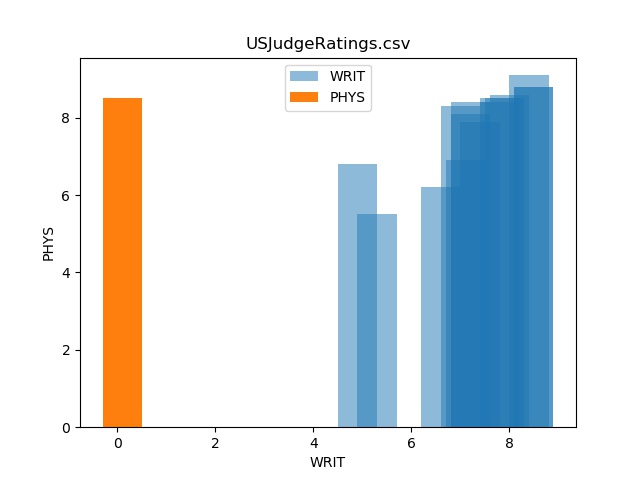 USJudgeRatings.csv
WRIT
PHYS
PHYS
8
6
4
2
0
0 2 4 6 8
WRIT